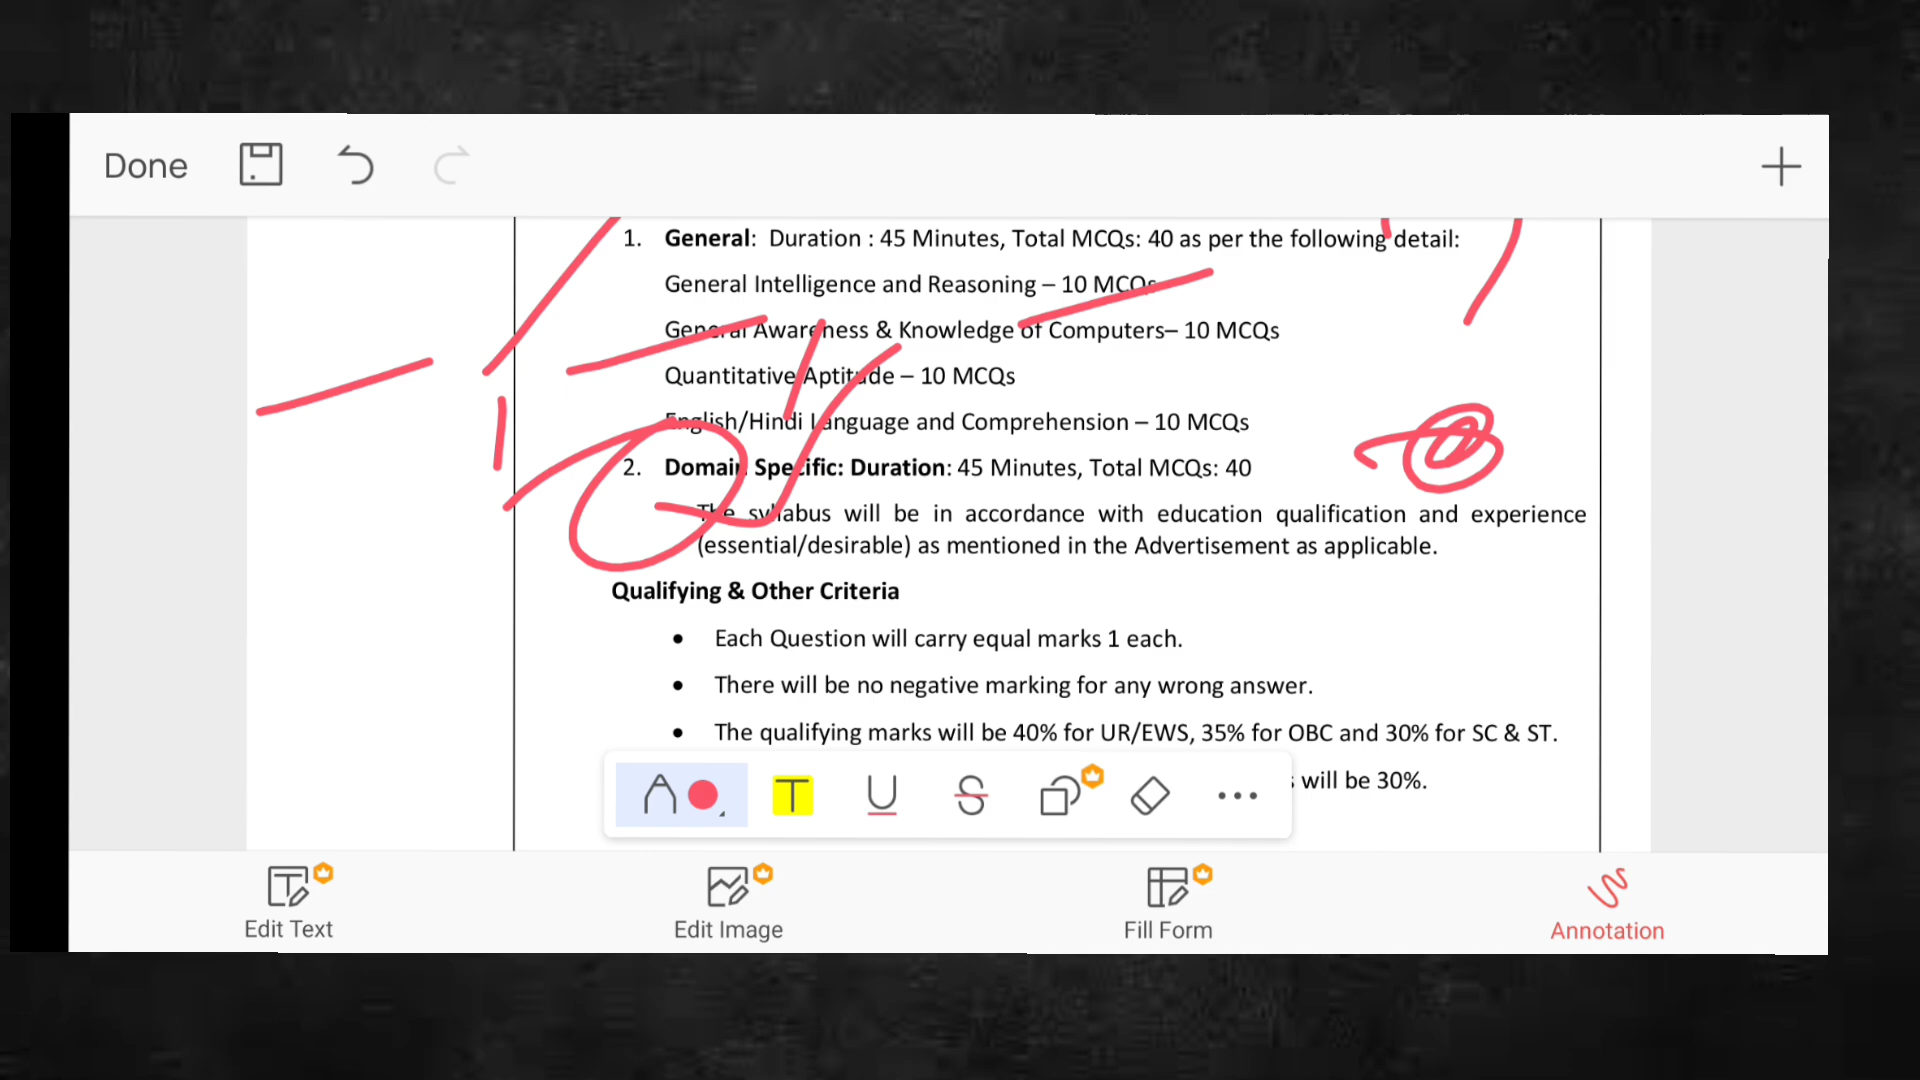 Done
1. General: Duration : 45 Minutes, Total MCQs: 40 as per the following detail:
General Intelligence and Reasoning – 10 MCQs
General Awareness & Knowledge of Computers– 10 MCQs
Quantitative Aptitude – 10 MCQs
English/Hindi Language and Comprehension – 10 MCQs
2. Domain Specific: Duration: 45 Minutes, Total MCQs: 40
The syllabus will be in accordance with education qualification and experience
(essential/desirable) as mentioned in the Advertisement as applicable.
Qualifying & Other Criteria
• Each Question will carry equal marks 1 each.
• There will be no negative marking for any wrong answer.
• The qualifying marks will be 40% for UR/EWS, 35% for OBC and 30% for SC & ST.
will be 30%.
T U S
Edit Text Edit Image Fill Form Annotation